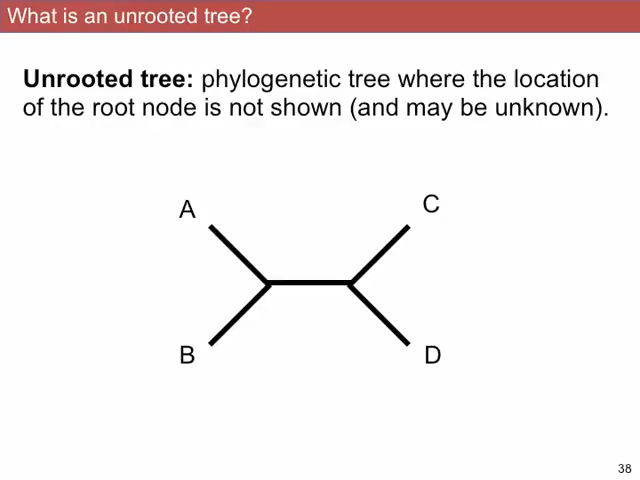 What is an unrooted tree?
Unrooted tree: phylogenetic tree where the location
of the root node is not shown (and may be unknown).
A
C
B
D
38